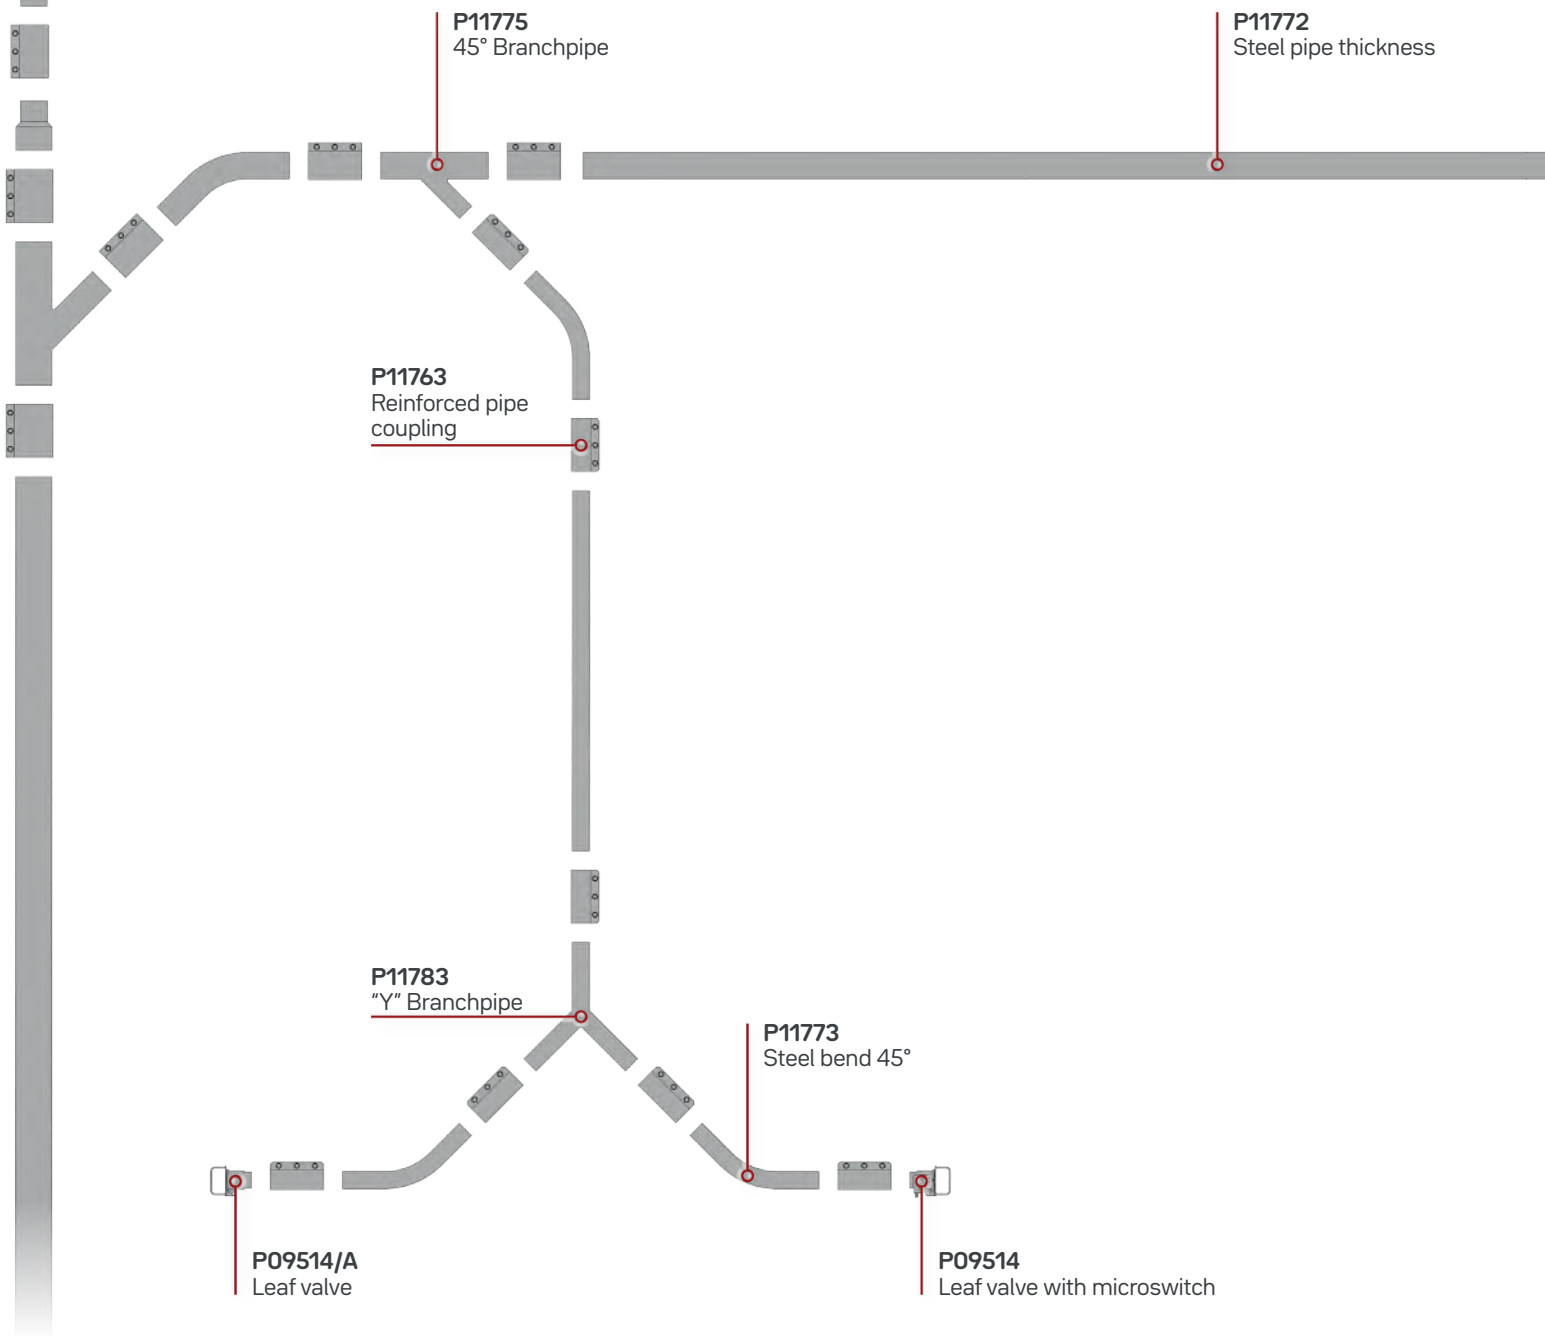 P11775
45° Branchpipe
P11772
Steel pipe thickness
P11763
Reinforced pipe
coupling
P11783
“Y” Branchpipe
P11773
Steel bend 45°
P09514/A
Leaf valve
P09514
Leaf valve with microswitch